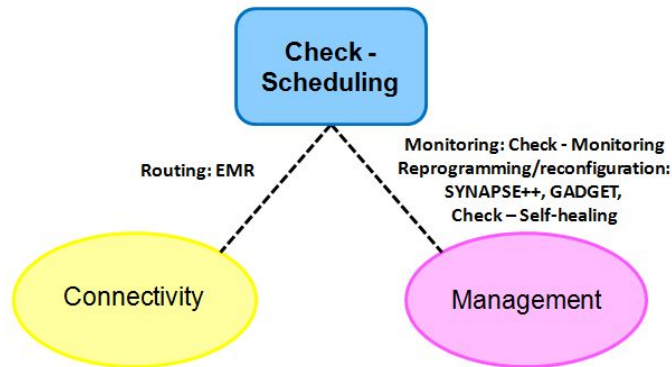 Check -
Scheduling
Monitoring: Check - Monitoring
Routing: EMR
Reprogramming/reconfiguration:
SYNAPSE++, GADGET,
Check – Self-healing
Connectivity
Management